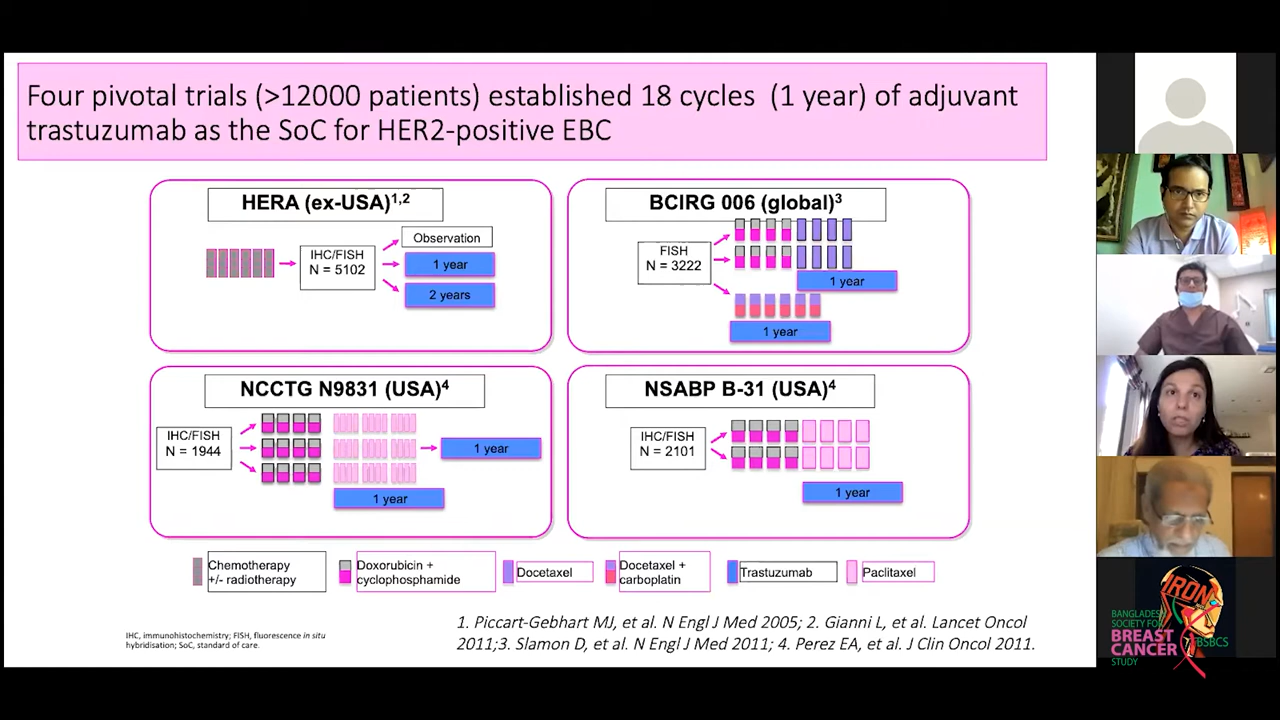 Four pivotal trials (>12000 patients) established 18 cycles (1 year) of adjuvant
trastuzumab as the SoC for HER2-positive EBC
HERA (ex-USA)1,2
IHC/FISH
N = 5102
Observation
1 year
2 years
BCIRG 006 (global)3
FISH
N = 3222
1 year
1 year
NCCTG N9831 (USA)4
IHC/FISH
N = 1944
1 year
1 year
NSABP B-31 (USA)4
IHC/FISH
N = 2101
1 year
Chemotherapy
+/- radiotherapy
Doxorubicin +
cyclophosphamide
Docetaxel
Docetaxel +
carboplatin
Trastuzumab
Paclitaxel
IHC, immunohistochemistry; FISH, fluorescence in situ
hybridisation; SoC, standard of care.
1. Piccart-Gebhart MJ, et al. N Engl J Med 2005; 2. Gianni L, et al. Lancet Oncol
2011;3. Slamon D, et al. N Engl J Med 2011; 4. Perez EA, et al. J Clin Oncol 2011.
IRON
BANGLADESH
SOCIETY FOR
BREAST
CANCER
STUDY
BSBCS